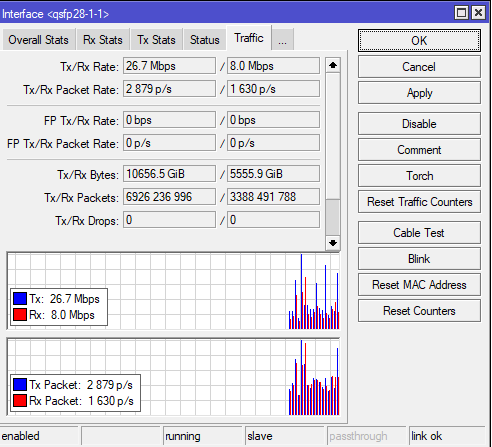 Interface <qsfp28-1-1>
Overall Stats Rx Stats Tx Stats Status Traffic ...
Tx/Rx Rate: 26.7 Mbps / 8.0 Mbps
Tx/Rx Packet Rate: 2 879 p/s / 1 630 p/s
FP Tx/Rx Rate: 0 bps / 0 bps
FP Tx/Rx Packet Rate: 0 p/s / 0 p/s
Tx/Rx Bytes: 10656.5 GiB / 5555.9 GiB
Tx/Rx Packets: 6926 236 996 / 3388 491 788
Tx/Rx Drops: 0 / 0
Tx: 26.7 Mbps
Rx: 8.0 Mbps
Tx Packet: 2 879 p/s
Rx Packet: 1 630 p/s
OK
Cancel
Apply
Disable
Comment
Torch
Reset Traffic Counters
Cable Test
Blink
Reset MAC Address
Reset Counters
enabled running slave passthrough link ok